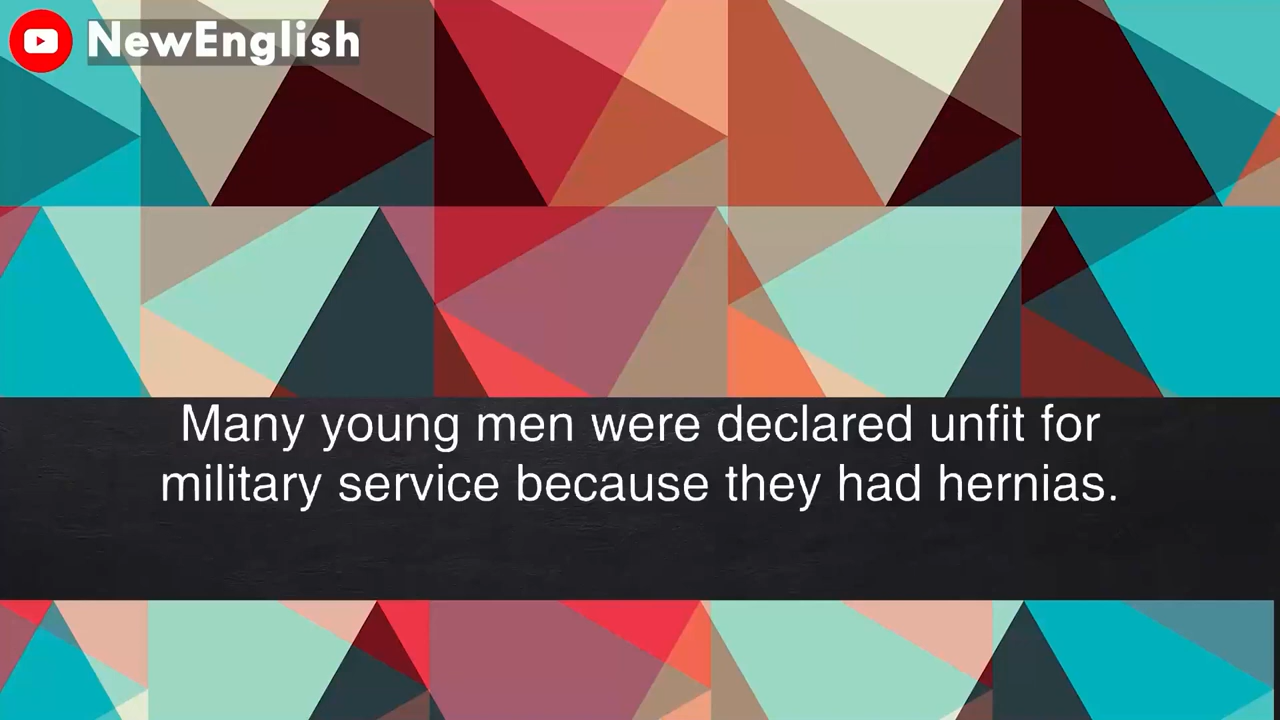 NewEnglish
Many young men were declared unfit for
military service because they had hernias.